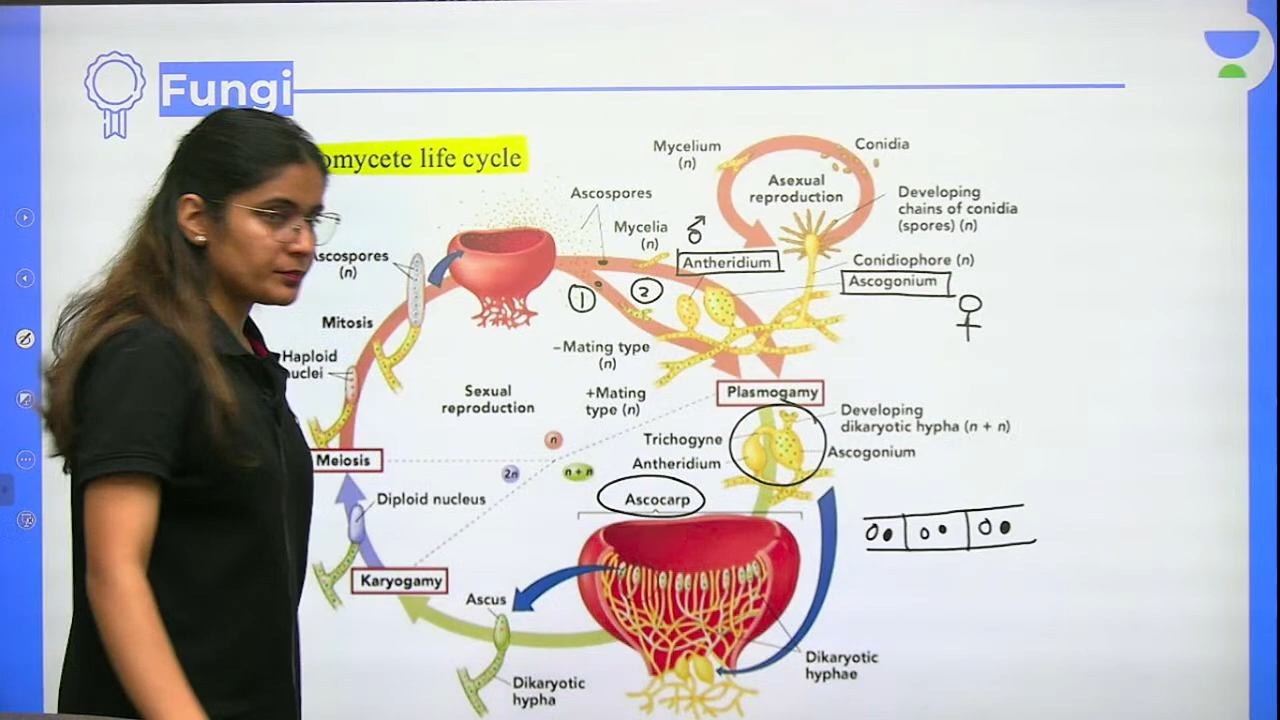 Fungi
omycete life cycle
Mycelium
(n)
Conidia
Asexual
reproduction
Developing
chains of conidia
(spores) (n)
Ascospores
Mycelia
(n)
♂
Antheridium
Conidiophore (n)
Ascogonium
♀
scospores
(n)
1
2
Mitosis
Haploid
nuclei
–Mating type
(n)
+Mating
type (n)
Sexual
reproduction
Plasmogamy
Developing
dikaryotic hypha (n + n)
Trichogyne
Antheridium
Ascogonium
n
2n
n + n
Meiosis
Diploid nucleus
Ascocarp
Karyogamy
Ascus
Dikaryotic
hypha
Dikaryotic
hyphae